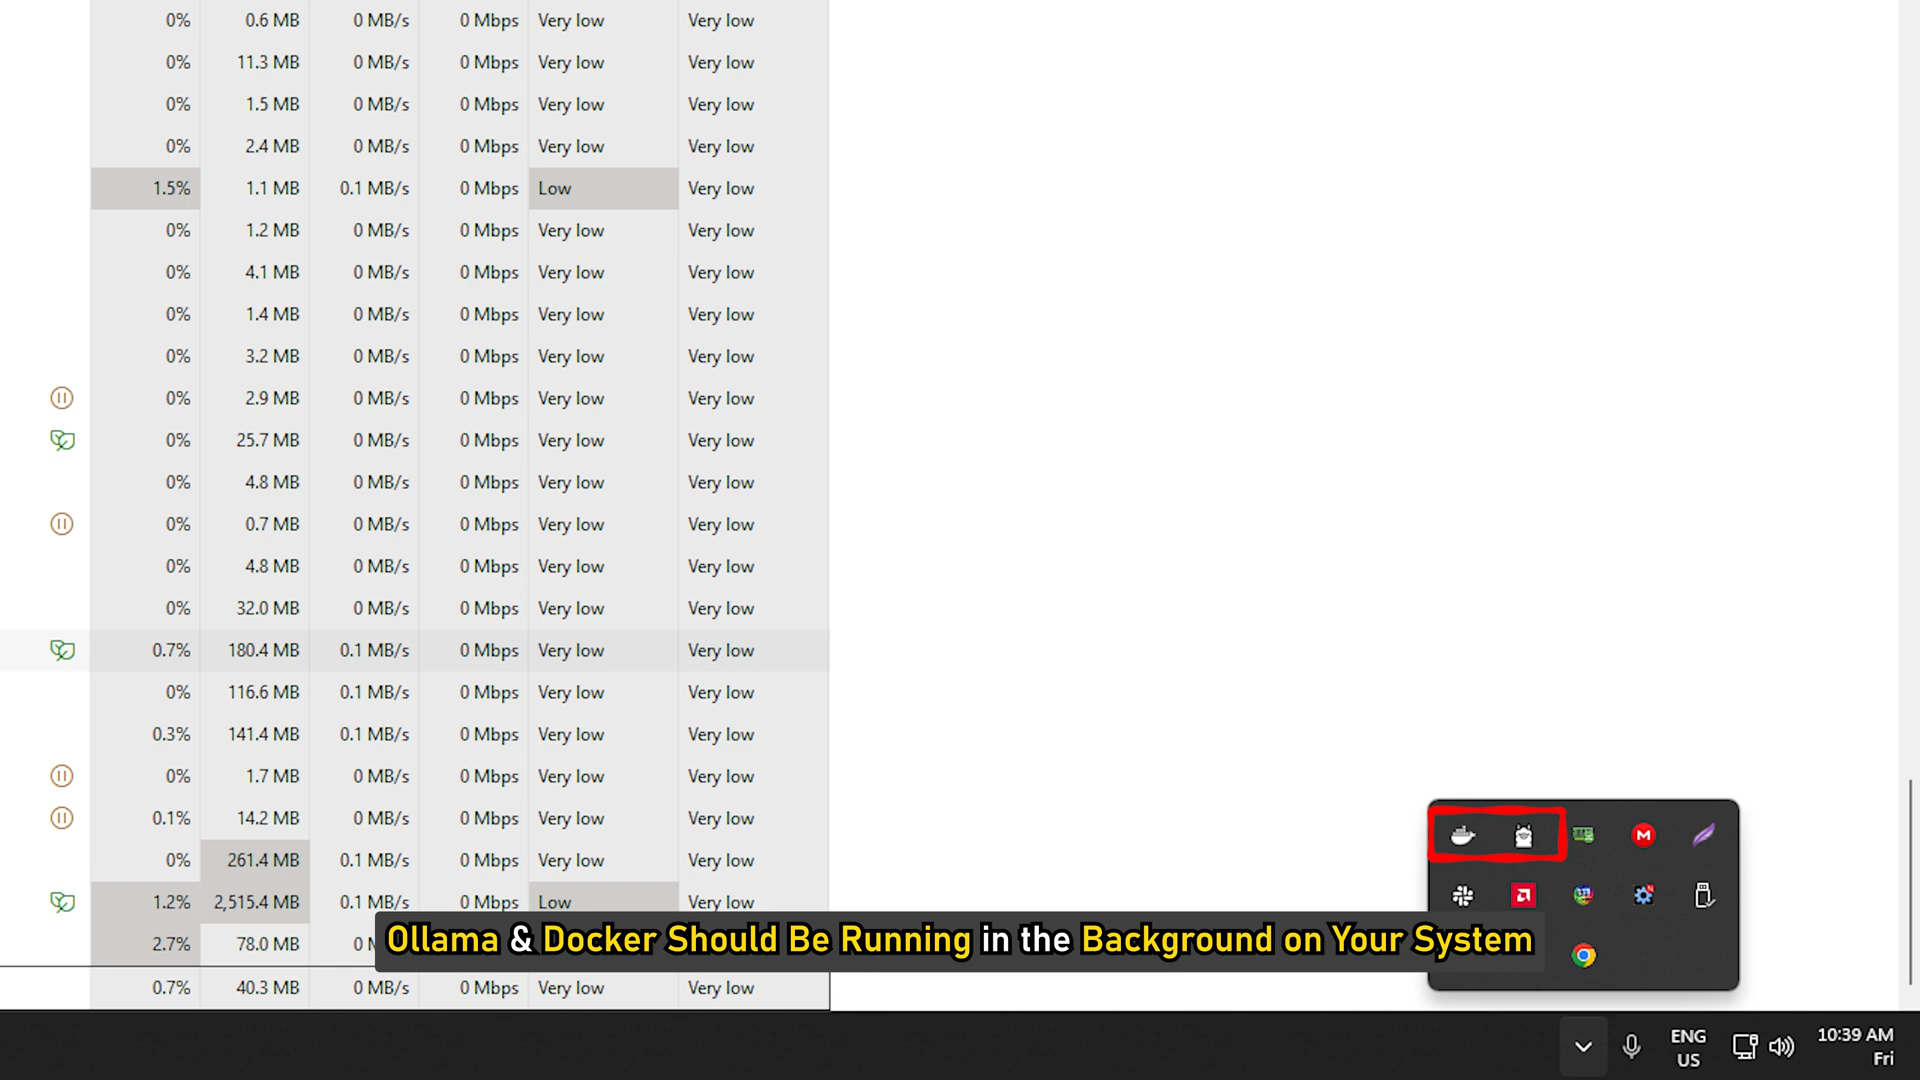 0% 0.6 MB 0 MB/s 0 Mbps Very low Very low
0% 11.3 MB 0 MB/s 0 Mbps Very low Very low
0% 1.5 MB 0 MB/s 0 Mbps Very low Very low
0% 2.4 MB 0 MB/s 0 Mbps Very low Very low
1.5% 1.1 MB 0.1 MB/s 0 Mbps Low Very low
0% 1.2 MB 0 MB/s 0 Mbps Very low Very low
0% 4.1 MB 0 MB/s 0 Mbps Very low Very low
0% 1.4 MB 0 MB/s 0 Mbps Very low Very low
0% 3.2 MB 0 MB/s 0 Mbps Very low Very low
0% 2.9 MB 0 MB/s 0 Mbps Very low Very low
0% 25.7 MB 0 MB/s 0 Mbps Very low Very low
0% 4.8 MB 0 MB/s 0 Mbps Very low Very low
0% 0.7 MB 0 MB/s 0 Mbps Very low Very low
0% 4.8 MB 0 MB/s 0 Mbps Very low Very low
0% 32.0 MB 0 MB/s 0 Mbps Very low Very low
0.7% 180.4 MB 0.1 MB/s 0 Mbps Very low Very low
0% 116.6 MB 0.1 MB/s 0 Mbps Very low Very low
0.3% 141.4 MB 0.1 MB/s 0 Mbps Very low Very low
0% 1.7 MB 0 MB/s 0 Mbps Very low Very low
0.1% 14.2 MB 0 MB/s 0 Mbps Very low Very low
0% 261.4 MB 0.1 MB/s 0 Mbps Very low Very low
1.2% 2,515.4 MB 0.1 MB/s 0 Mbps Low Very low
2.7% 78.0 MB
Ollama & Docker Should Be Running in the Background on Your System
0.7% 40.3 MB 0 MB/s 0 Mbps Very low Very low
M
ENG
US
10:39 AM
Fri